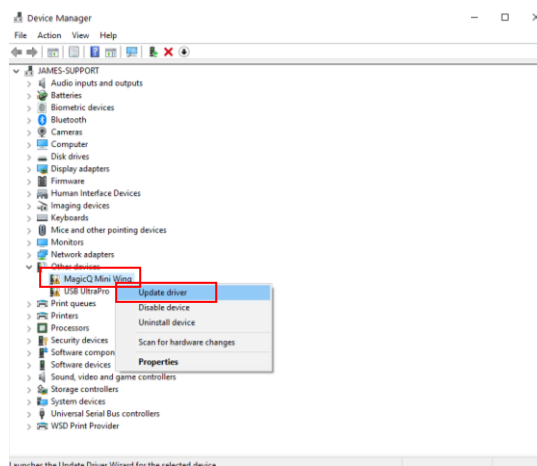 Device Manager
File Action View Help
JAMES-SUPPORT
Audio inputs and outputs
Batteries
Biometric devices
Bluetooth
Cameras
Computer
Disk drives
Display adapters
Firmware
Human Interface Devices
Imaging devices
Keyboards
Mice and other pointing devices
Monitors
Network adapters
Other devices
MagicQ Mini Wing
USB UltraPro
Update driver
Disable device
Uninstall device
Scan for hardware changes
Properties
Print queues
Printers
Processors
Security devices
Software compon
Software devices
Sound, video and game controllers
Storage controllers
System devices
Universal Serial Bus controllers
WSD Print Provider
Launches the Update Driver Wizard for the selected device.